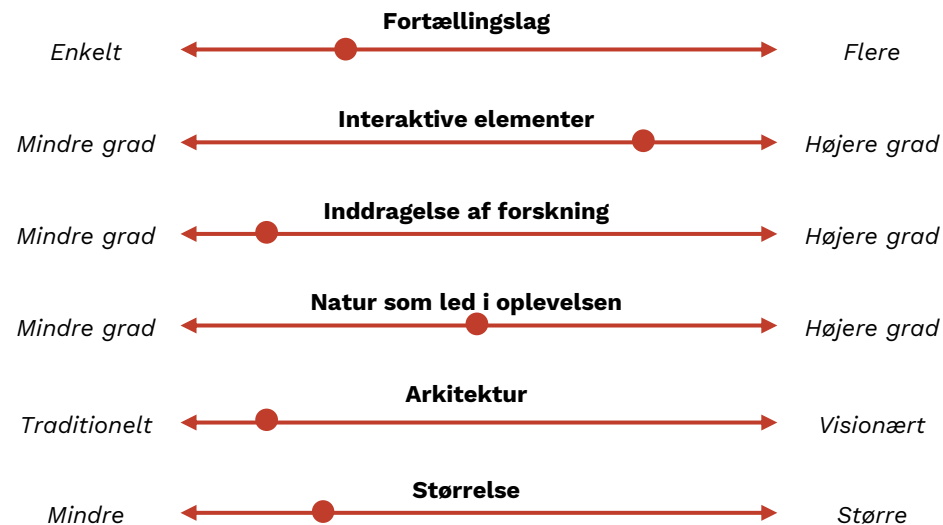 Fortællingslag
Enkelt Flere
Interaktive elementer
Mindre grad Højere grad
Inddragelse af forskning
Mindre grad Højere grad
Natur som led i oplevelsen
Mindre grad Højere grad
Arkitektur
Traditionelt Visionært
Størrelse
Mindre Større